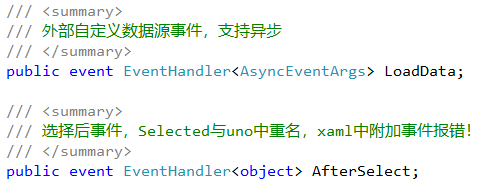 /// <summary>
/// 外部自定义数据源事件，支持异步
/// </summary>
public event EventHandler<AsyncEventArgs> LoadData;
/// <summary>
/// 选择后事件，Selected与uno中重名，xaml中附加事件报错！
/// </summary>
public event EventHandler<object> AfterSelect;